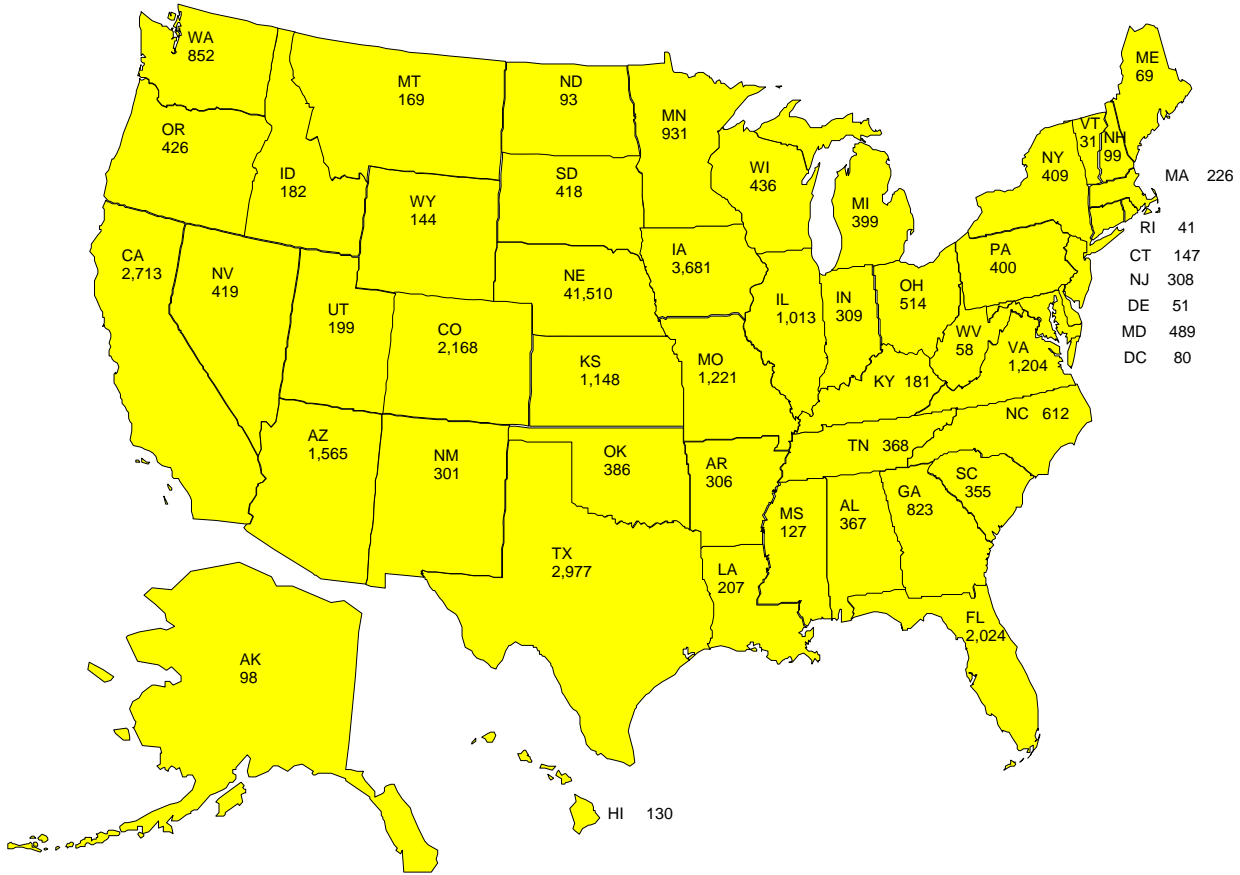 WA
852
OR
426
CA
2,713
NV
419
ID
182
MT
169
WY
144
UT
199
AZ
1,565
CO
2,168
NM
301
ND
93
SD
418
NE
41,510
KS
1,148
OK
386
TX
2,977
MN
931
IA
3,681
MO
1,221
AR
306
LA
207
WI
436
IL
1,013
MI
399
IN
309
OH
514
KY 181
TN 368
MS
127
AL
367
GA
823
FL
2,024
SC
355
NC 612
VA
1,204
WV
58
PA
400
NY
409
VT
31
NH
99
ME
69
MA 226
RI 41
CT 147
NJ 308
DE 51
MD 489
DC 80
AK
98
HI 130